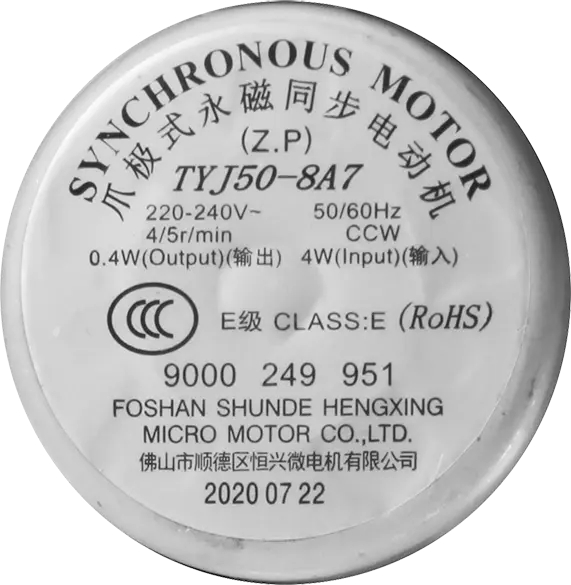 SYNCHRONOUS MOTOR
爪极式永磁同步电动机
(Z.P)
TYJ50-8A7
220-240V~ 50/60Hz
4/5r/min CCW
0.4W(Output)(输出) 4W(Input)(输入)
CCC E级 CLASS:E (RoHS)
9000 249 951
FOSHAN SHUNDE HENGXING
MICRO MOTOR CO.,LTD.
佛山市顺德区恒兴微电机有限公司
2020 07 22